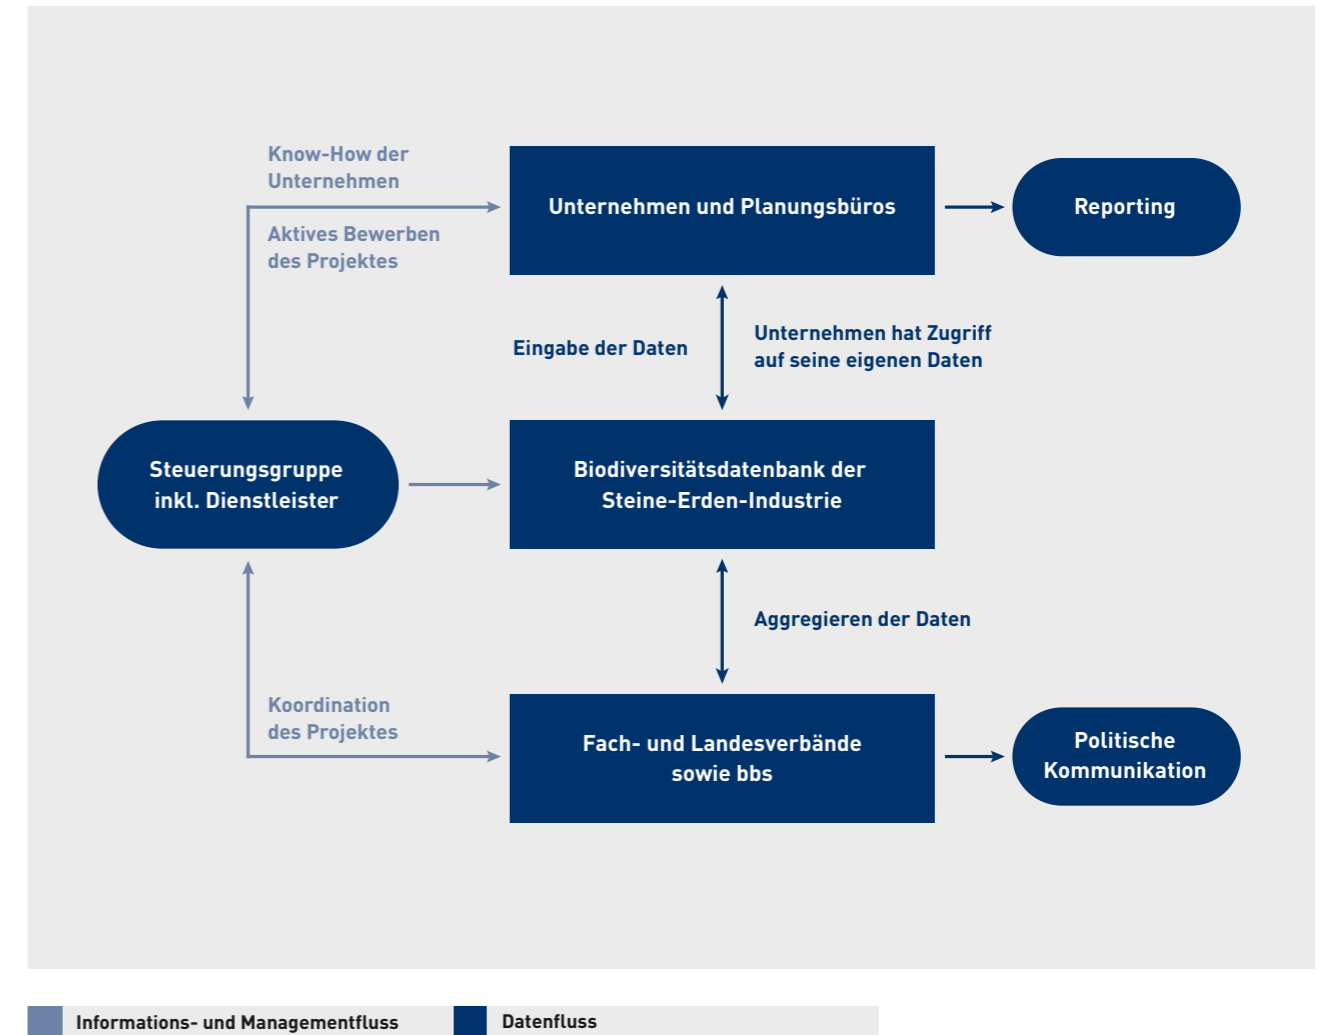 Know-How der
Unternehmen
Aktives Bewerben
des Projektes
Unternehmen und Planungsbüros
Reporting
Eingabe der Daten
Unternehmen hat Zugriff
auf seine eigenen Daten
Steuerungsgruppe
inkl. Dienstleister
Biodiversitätsdatenbank der
Steine-Erden-Industrie
Aggregieren der Daten
Koordination
des Projektes
Fach- und Landesverbände
sowie bbs
Politische
Kommunikation
Informations- und Managementfluss
Datenfluss